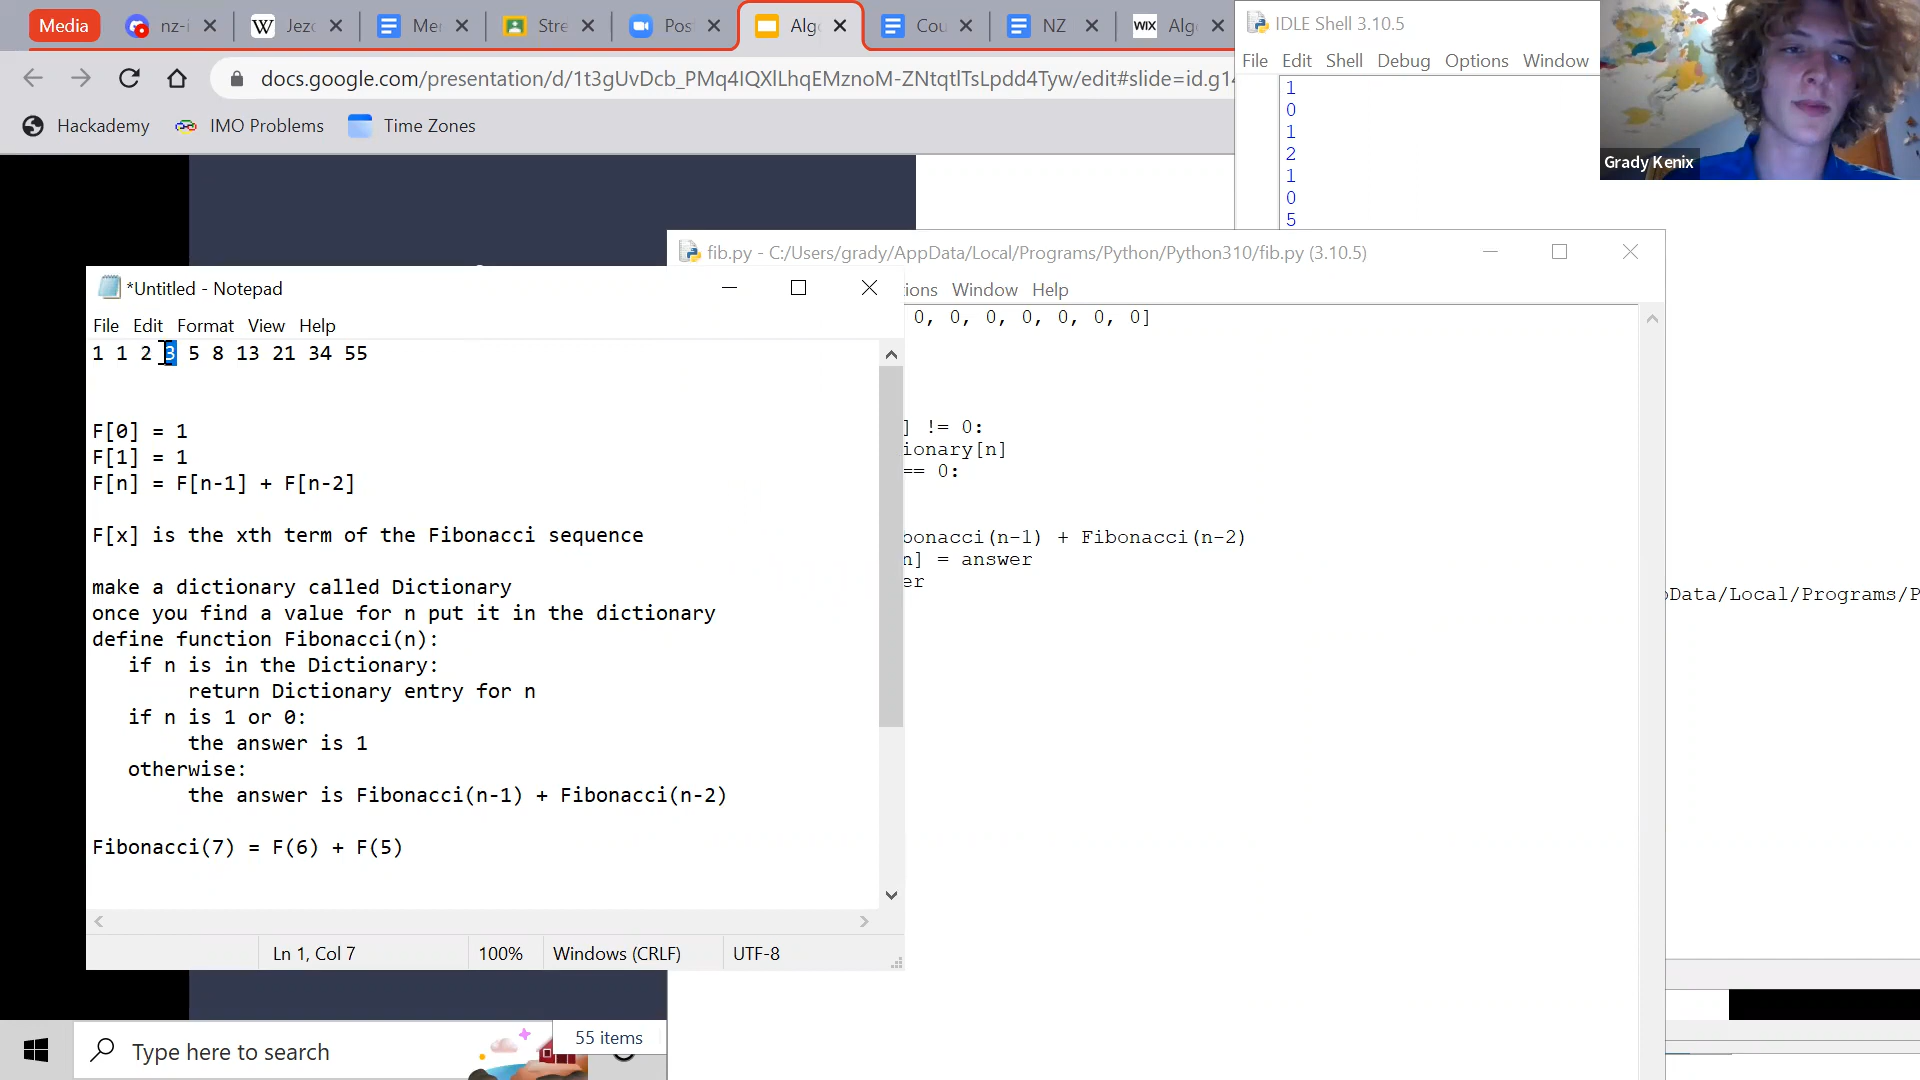 Media
nz-i
Jezc
Mer
Stre
Pos
Algo
Cou
NZ
WIX
Algo
docs.google.com/presentation/d/1t3gUvDcb_PMq4IQXlLhqEMznoM-ZNtqtlTsLpdd4Tyw/edit#slide=id.g14
Hackademy
IMO Problems
Time Zones
IDLE Shell 3.10.5
File Edit Shell Debug Options Window
1
0
1
2
1
0
5
Grady Kenix
fib.py - C:/Users/grady/AppData/Local/Programs/Python/Python310/fib.py (3.10.5)
ions Window Help
0, 0, 0, 0, 0, 0, 0]
] != 0:
ionary[n]
== 0:
bonacci(n-1) + Fibonacci(n-2)
n] = answer
er
pData/Local/Programs/P
*Untitled - Notepad
File Edit Format View Help
1 1 2 3 5 8 13 21 34 55
F[0] = 1
F[1] = 1
F[n] = F[n-1] + F[n-2]
F[x] is the xth term of the Fibonacci sequence
make a dictionary called Dictionary
once you find a value for n put it in the dictionary
define function Fibonacci(n):
if n is in the Dictionary:
return Dictionary entry for n
if n is 1 or 0:
the answer is 1
otherwise:
the answer is Fibonacci(n-1) + Fibonacci(n-2)
Fibonacci(7) = F(6) + F(5)
Ln 1, Col 7
100%
Windows (CRLF)
UTF-8
Type here to search
55 items